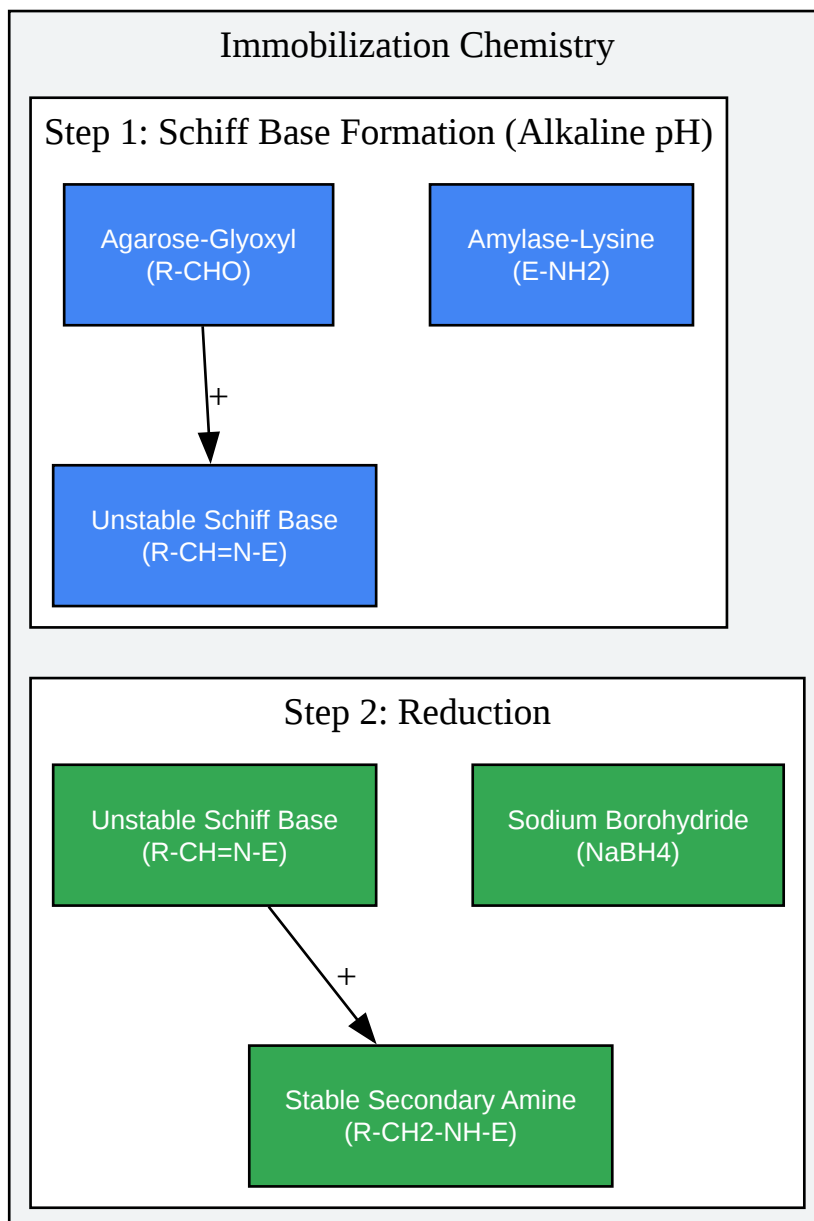 Immobilization Chemistry
Step 1: Schiff Base Formation (Alkaline pH)
Agarose-Glyoxyl
(R-CHO)
Amylase-Lysine
(E-NH2)
+
Unstable Schiff Base
(R-CH=N-E)
Step 2: Reduction
Unstable Schiff Base
(R-CH=N-E)
Sodium Borohydride
(NaBH4)
+
Stable Secondary Amine
(R-CH2-NH-E)